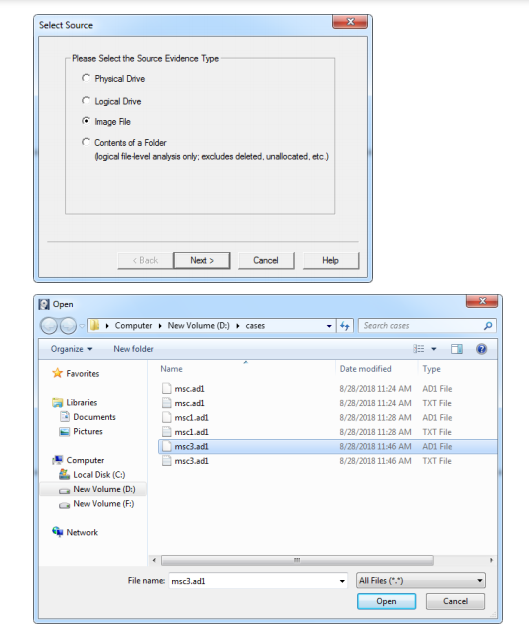 Select Source
Please Select the Source Evidence Type
Physical Drive
Logical Drive
Image File
Contents of a Folder
(logical file-level analysis only; excludes deleted, unallocated, etc.)
< Back Next > Cancel Help
Open
Computer New Volume (D:) cases Search cases
Organize New folder
Name Date modified Type
Favorites
Libraries
Documents
Pictures
Computer
Local Disk (C:)
New Volume (D:)
New Volume (F:)
Network
msc.ad1 8/28/2018 11:24 AM AD1 File
msc.ad1 8/28/2018 11:24 AM TXT File
msc1.ad1 8/28/2018 11:28 AM AD1 File
msc1.ad1 8/28/2018 11:28 AM TXT File
msc3.ad1 8/28/2018 11:46 AM AD1 File
msc3.ad1 8/28/2018 11:46 AM TXT File
File name: msc3.ad1 All Files (*.*)
Open Cancel